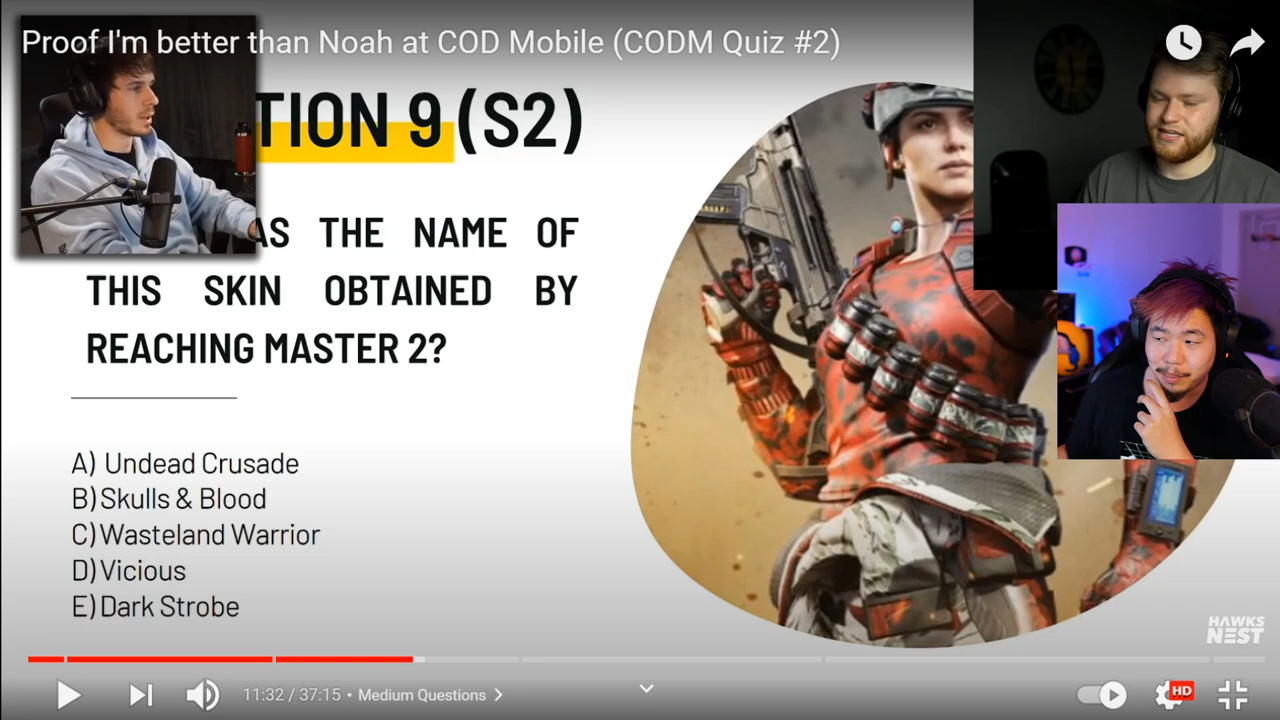 Proof I'm better than Noah at COD Mobile (CODM Quiz #2)
TION 9 (S2)
AS THE NAME OF
THIS SKIN OBTAINED BY
REACHING MASTER 2?
A) Undead Crusade
B) Skulls & Blood
C) Wasteland Warrior
D) Vicious
E) Dark Strobe
HAWKS
NEST
11:32 / 37:15 • Medium Questions
HD